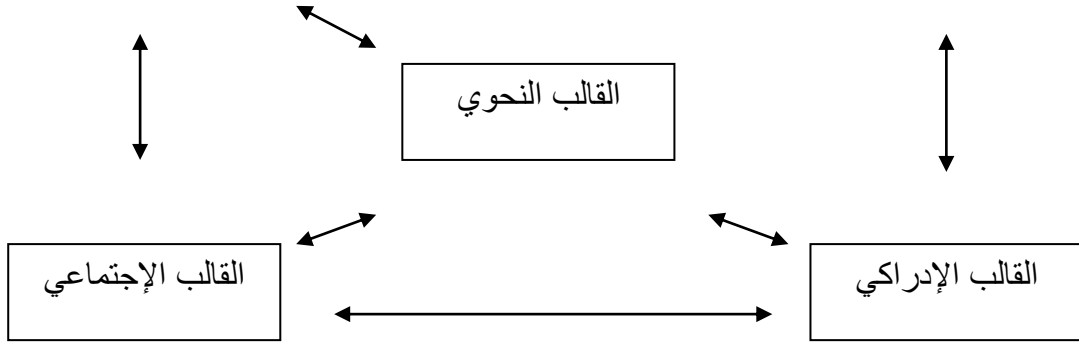 القالب النحوي
القالب الإدراكي
القالب الإجتماعي